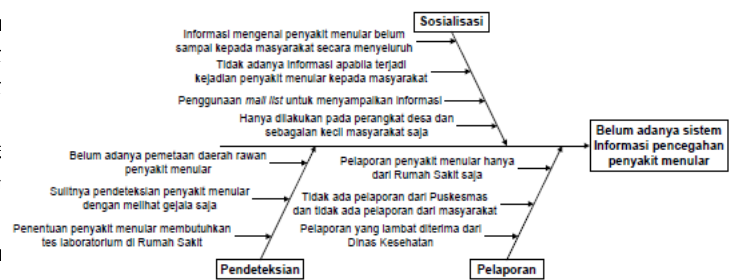 Sosialisasi
Informasi mengenai penyakit menular belum
sampai kepada masyarakat secara menyeluruh
Tidak adanya informasi apabila terjadi
kejadian penyakit menular kepada masyarakat
Penggunaan mail list untuk menyampaikan informasi
Hanya dilakukan pada perangkat desa dan
sebagaian kecil masyarakat saja
Belum adanya sistem
Informasi pencegahan
penyakit menular
Belum adanya pemetaan daerah rawan
penyakit menular
Sulitnya pendeteksian penyakit menular
dengan melihat gejala saja
Penentuan penyakit menular membutuhkan
tes laboratorium di Rumah Sakit
Pelaporan penyakit menular hanya
dari Rumah Sakit saja
Tidak ada pelaporan dari Puskesmas
dan tidak ada pelaporan dari masyarakat
Pelaporan yang lambat diterima dari
Dinas Kesehatan
Pendeteksian
Pelaporan